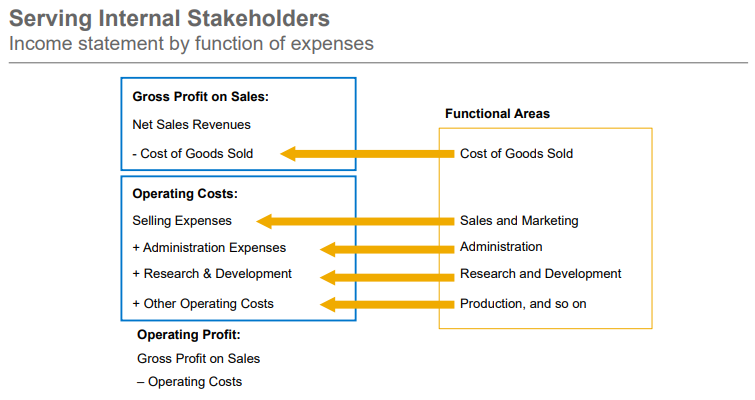 Serving Internal Stakeholders
Income statement by function of expenses
Gross Profit on Sales:
Net Sales Revenues
- Cost of Goods Sold
Operating Costs:
Selling Expenses
+ Administration Expenses
+ Research & Development
+ Other Operating Costs
Operating Profit:
Gross Profit on Sales
– Operating Costs
Functional Areas
Cost of Goods Sold
Sales and Marketing
Administration
Research and Development
Production, and so on